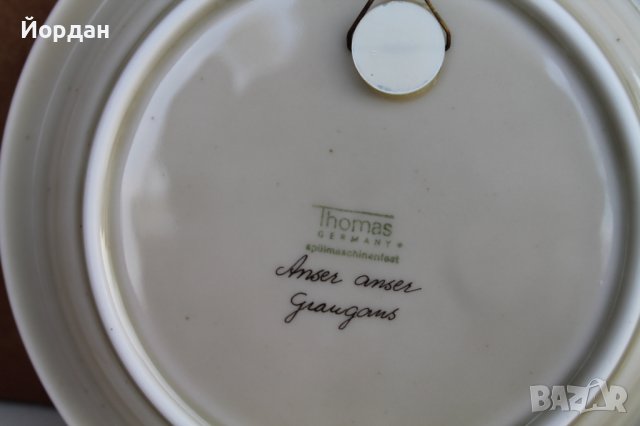 Йордан
Thomas
GERMANY
spülmaschinenfest
Anser anser
Graugans
BAZAR